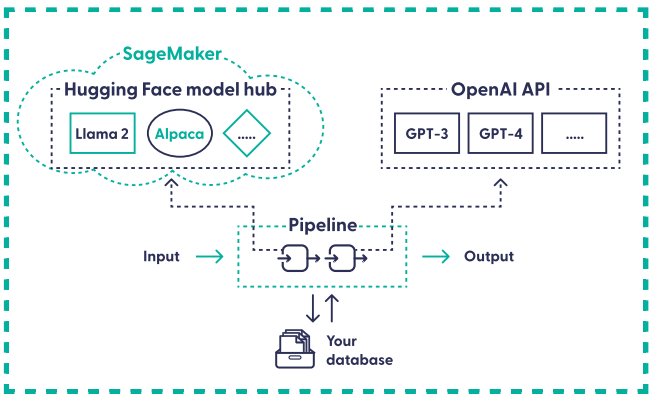 SageMaker
Hugging Face model hub
OpenAI API
Llama 2
Alpaca
.....
GPT-3
GPT-4
.....
Pipeline
Input
Output
Your
database